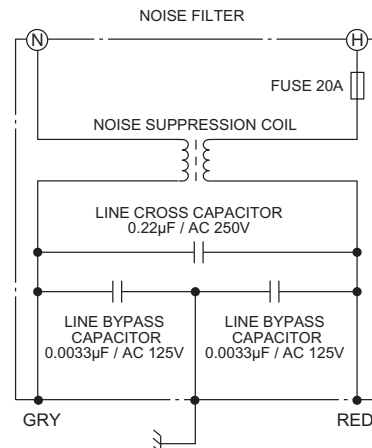 NOISE FILTER
N
H
FUSE 20A
NOISE SUPPRESSION COIL
LINE CROSS CAPACITOR
0.22µF / AC 250V
LINE BYPASS
CAPACITOR
0.0033µF / AC 125V
LINE BYPASS
CAPACITOR
0.0033µF / AC 125V
GRY
RED